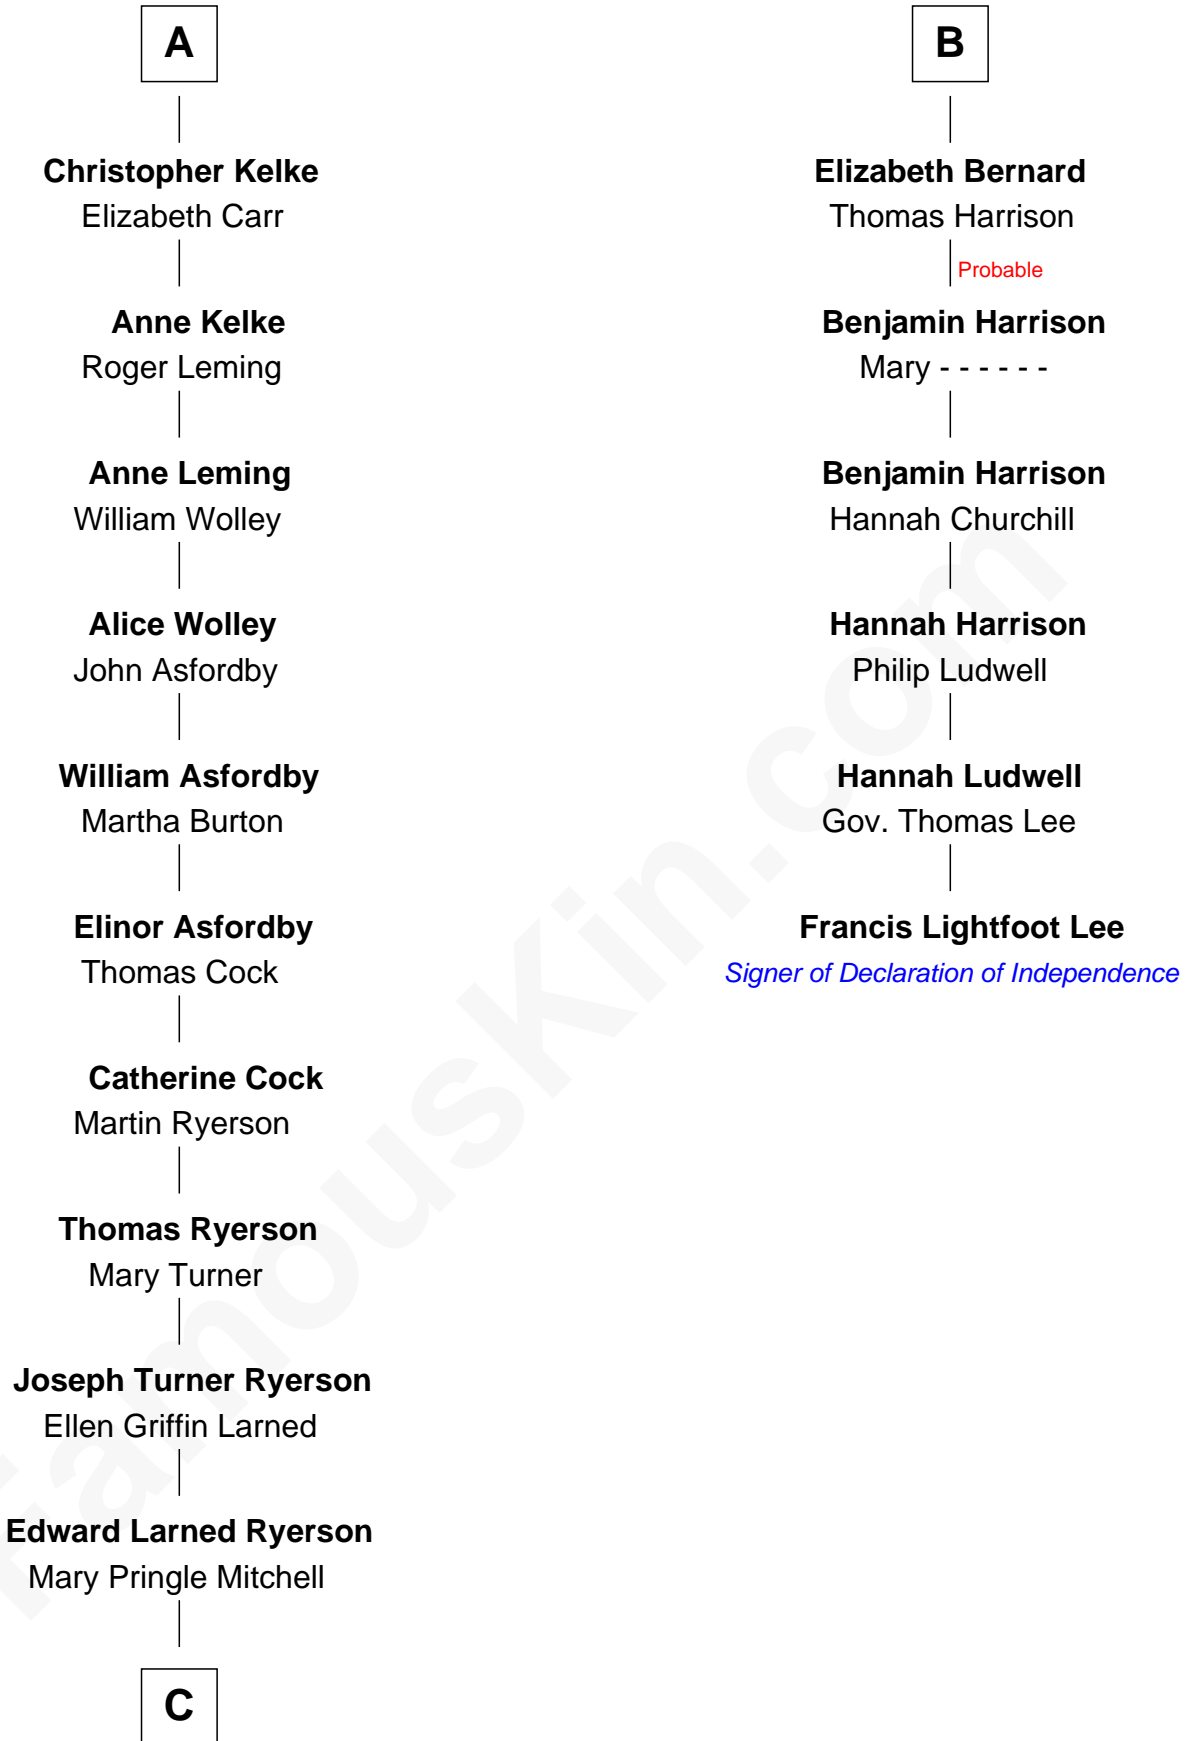 A
Christopher Kelke
Elizabeth Carr
Anne Kelke
Roger Leming
Anne Leming
William Wolley
Alice Wolley
John Asfordby
William Asfordby
Martha Burton
Elinor Asfordby
Thomas Cock
Catherine Cock
Martin Ryerson
Thomas Ryerson
Mary Turner
Joseph Turner Ryerson
Ellen Griffin Larned
Edward Larned Ryerson
Mary Pringle Mitchell
C
B
Elizabeth Bernard
Thomas Harrison
Probable
Benjamin Harrison
Mary - - - - - -
Benjamin Harrison
Hannah Churchill
Hannah Harrison
Philip Ludwell
Hannah Ludwell
Gov. Thomas Lee
Francis Lightfoot Lee
Signer of Declaration of Independence
FamousKin.com